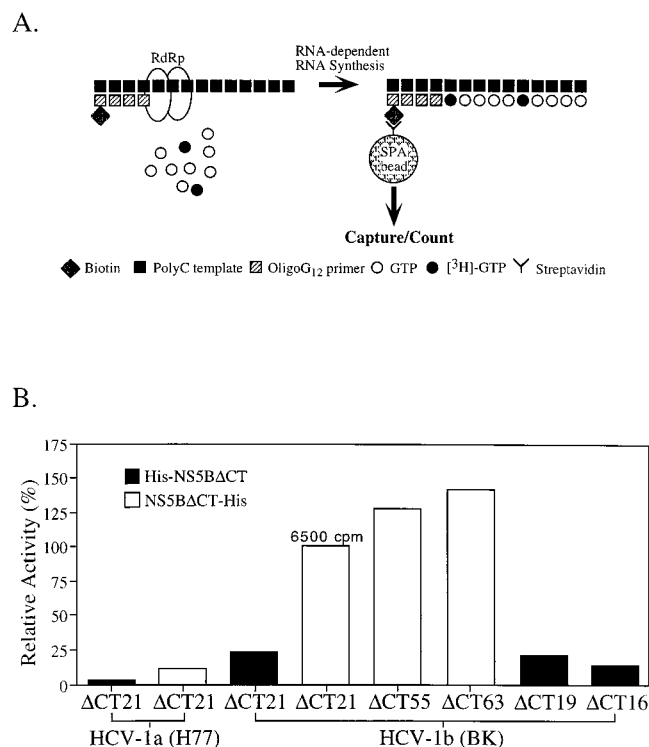 A.
RdRp
RNA-dependent
RNA Synthesis
SPA
bead
Capture/Count
Biotin PolyC template OligoG12 primer GTP [3H]-GTP Streptavidin
B.
Relative Activity (%)
175
150
125
100
75
50
25
0
His-NS5BΔCT
NS5BΔCT-His
6500 cpm
ΔCT21 ΔCT21 ΔCT21 ΔCT21 ΔCT55 ΔCT63 ΔCT19 ΔCT16
HCV-1a (H77) HCV-1b (BK)